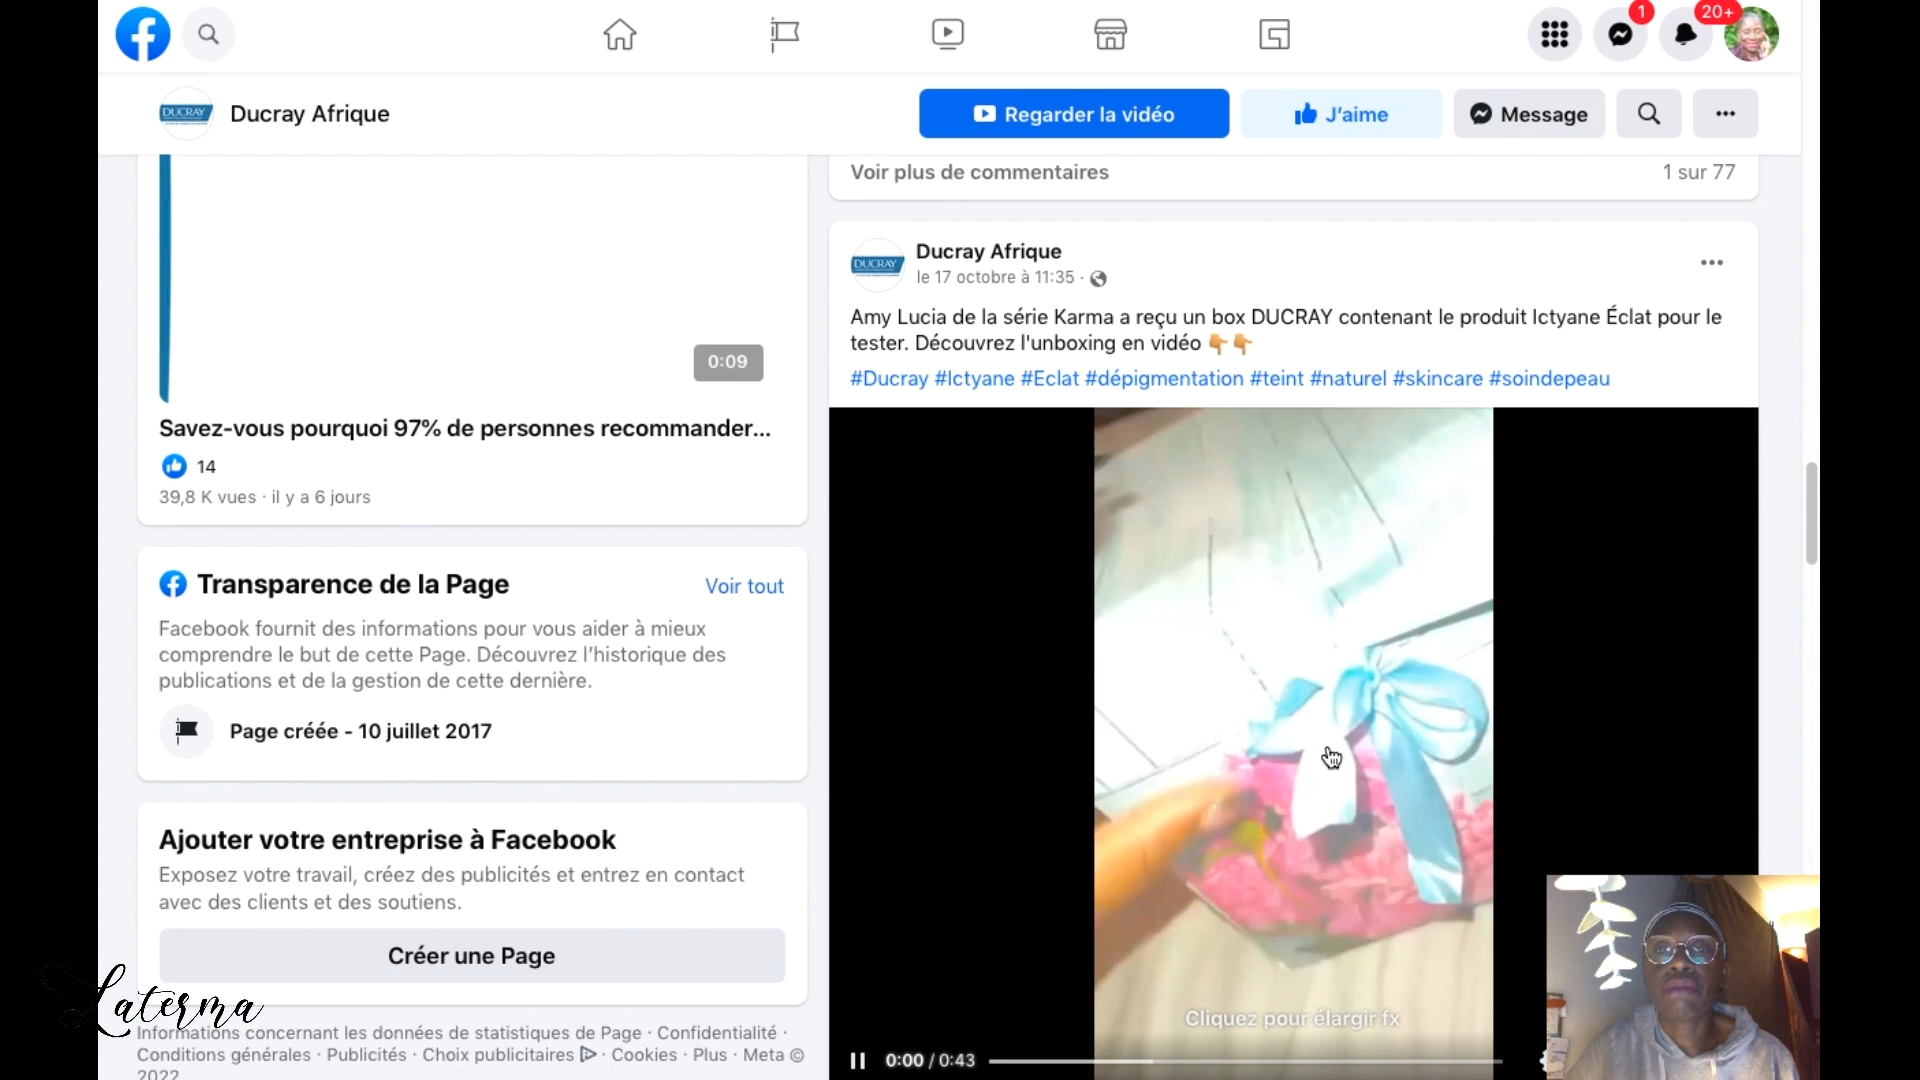 1
20+
DUCRAY
Ducray Afrique
Regarder la vidéo
J'aime
Message
0:09
Savez-vous pourquoi 97% de personnes recommander...
14
39,8 K vues · il y a 6 jours
Transparence de la Page
Voir tout
Facebook fournit des informations pour vous aider à mieux
comprendre le but de cette Page. Découvrez l'historique des
publications et de la gestion de cette dernière.
Page créée - 10 juillet 2017
Ajouter votre entreprise à Facebook
Exposez votre travail, créez des publicités et entrez en contact
avec des clients et des soutiens.
Créer une Page
Laterma
Informations concernant les données de statistiques de Page · Confidentialité ·
Conditions générales · Publicités · Choix publicitaires · Cookies · Plus · Meta ©
2022
Voir plus de commentaires
1 sur 77
DUCRAY
Ducray Afrique
le 17 octobre à 11:35 ·
Amy Lucia de la série Karma a reçu un box DUCRAY contenant le produit Ictyane Éclat pour le
tester. Découvrez l'unboxing en vidéo 👇🏼👇🏼
#Ducray #Ictyane #Eclat #dépigmentation #teint #naturel #skincare #soindepeau
Cliquez pour élargir fx
0:00 / 0:43